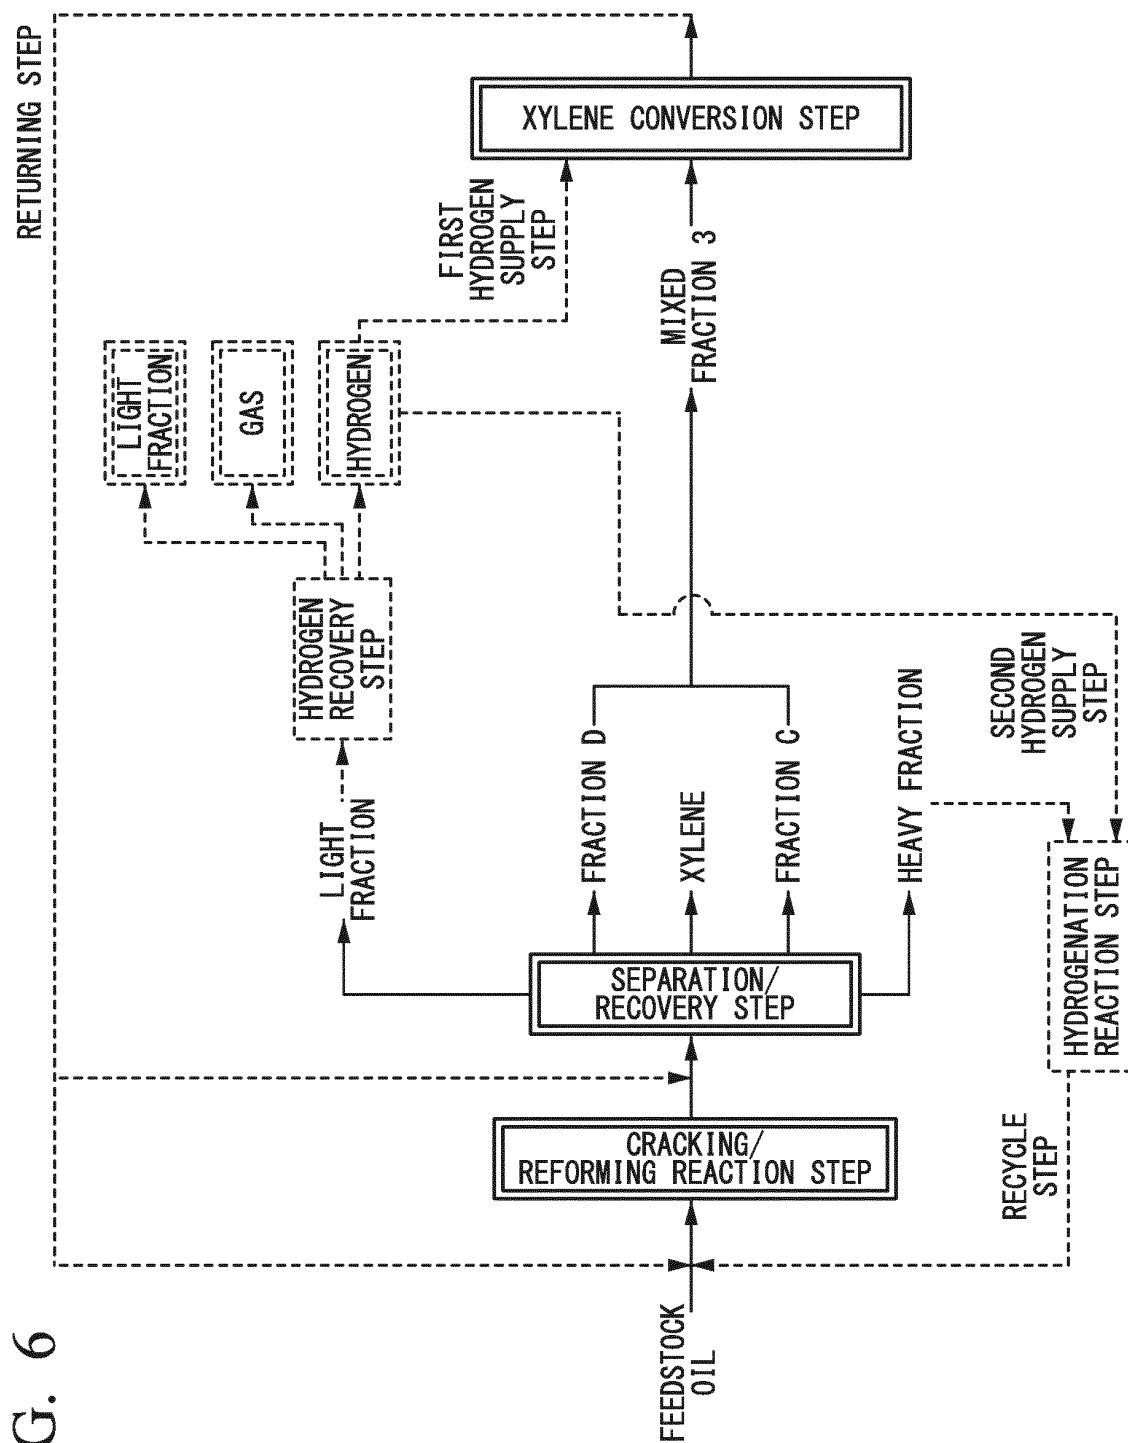 G. 6
RETURNING STEP
LIGHT
FRACTION
GAS
HYDROGEN
FIRST
HYDROGEN
SUPPLY
STEP
XYLENE CONVERSION STEP
HYDROGEN
RECOVERY
STEP
LIGHT
FRACTION
FRACTION D
XYLENE
FRACTION C
HEAVY FRACTION
MIXED
FRACTION 3
SECOND
HYDROGEN
SUPPLY
STEP
SEPARATION/
RECOVERY STEP
CRACKING/
REFORMING REACTION STEP
HYDROGENATION
REACTION STEP
RECYCLE
STEP
FEEDSTOCK
OIL